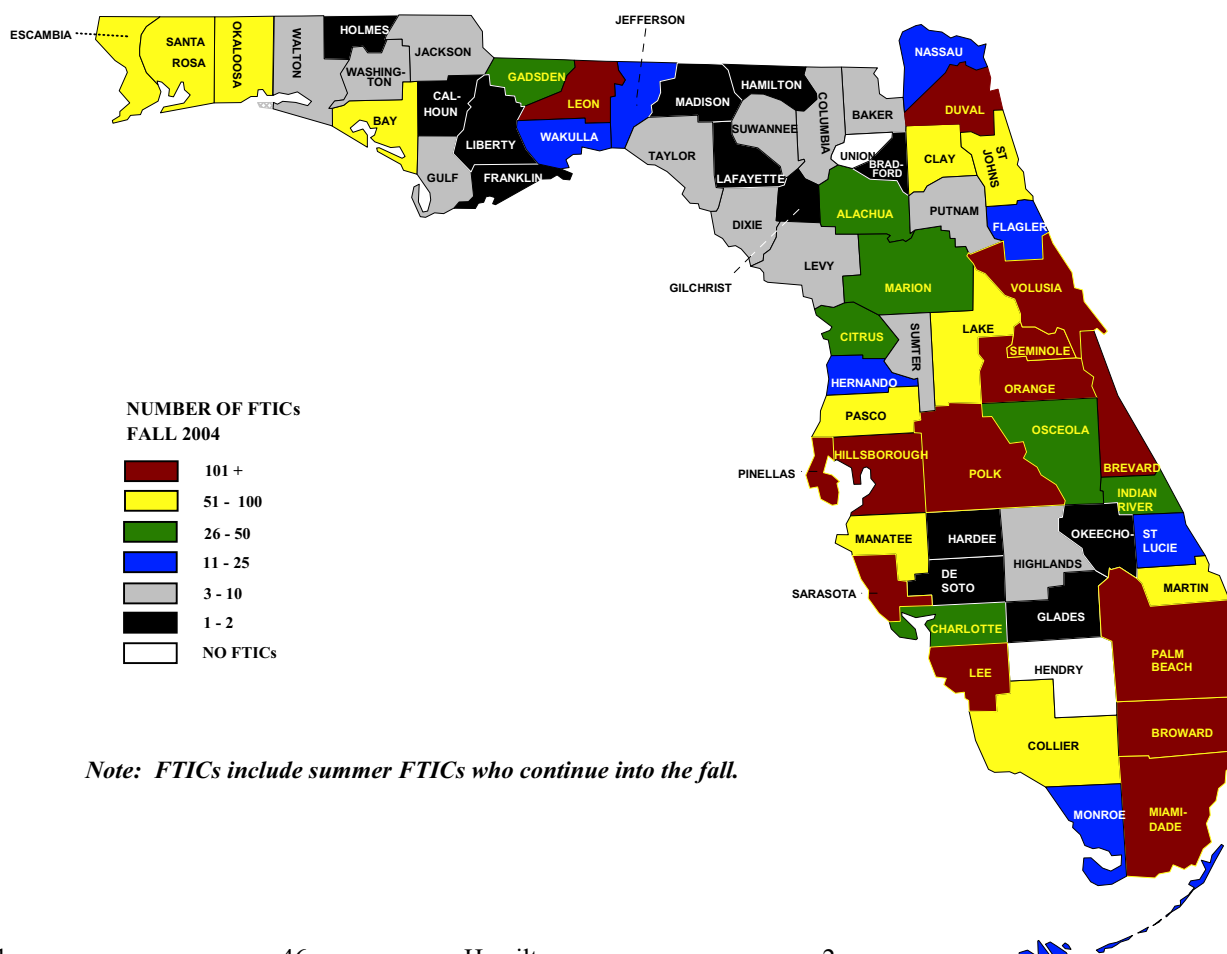 JEFFERSON
ESCAMBIA
SANTA
ROSA
OKALOOSA
WALTON
HOLMES
JACKSON
WASHING-
TON
BAY
CAL-
HOUN
GULF
LIBERTY
FRANKLIN
GADSDEN
LEON
WAKULLA
MADISON
HAMILTON
TAYLOR
SUWANNEE
LAFAYETTE
COLUMBIA
BAKER
NASSAU
DUVAL
UNION
BRAD-
FORD
CLAY
ST
JOHNS
DIXIE
GILCHRIST
ALACHUA
PUTNAM
FLAGLER
LEVY
MARION
VOLUSIA
CITRUS
SUMTER
LAKE
SEMINOLE
ORANGE
HERNANDO
PASCO
OSCEOLA
BREVARD
PINELLAS
HILLSBOROUGH
POLK
INDIAN
RIVER
MANATEE
HARDEE
HIGHLANDS
OKEECHO-
ST
LUCIE
SARASOTA
DE
SOTO
MARTIN
CHARLOTTE
GLADES
LEE
HENDRY
PALM
BEACH
COLLIER
BROWARD
MONROE
MIAMI-
DADE
NUMBER OF FTICs
FALL 2004
101 +
51 - 100
26 - 50
11 - 25
3 - 10
1 - 2
NO FTICs
Note: FTICs include summer FTICs who continue into the fall.